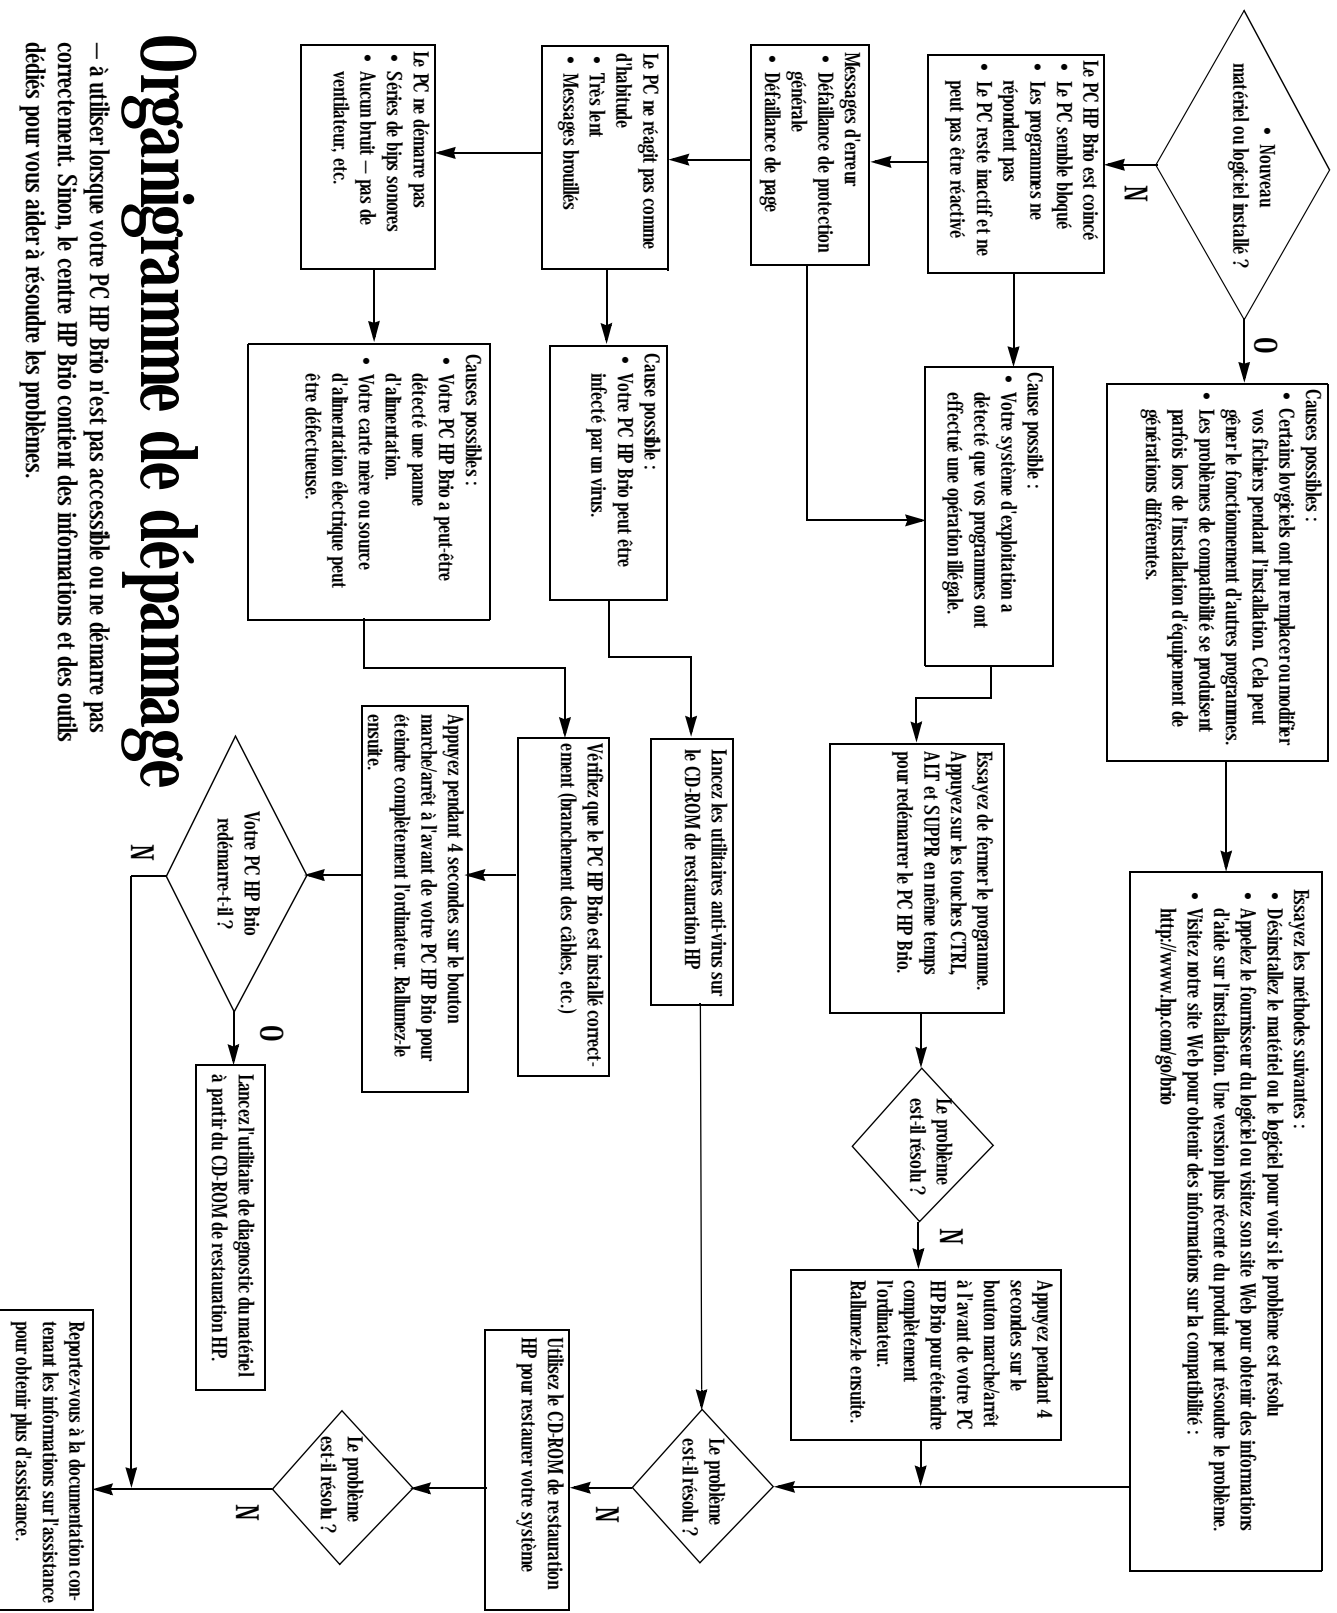 Organigramme de dépannage
– à utiliser lorsque votre PC HP Brio n'est pas accessible ou ne démarre pas
correctement. Sinon, le centre HP Brio contient des informations et des outils
dédiés pour vous aider à résoudre les problèmes.
• Nouveau
matériel ou logiciel installé ?
N
O
Causes possibles :
• Certains lovgiciels ont pu remplacer ou modifier
vos fichiers pendant l'installation. Cela peut
gêner le fonctionnement d'autres programmes.
• Les problèmes de compatibilité se produisent
parfois lors de l'installation d'équipement de
générations différentes.
Essayez les méthodes suivantes :
• Désinstallez le matériel ou le logiciel pour voir si le problème est résolu
• Appelez le fournisseur du logiciel ou visitez son site Web pour obtenir des informations
d'aide sur l'installation. Une version plus récente du produit peut résoudre le problème.
• Visitez notre site Web pour obtenir des informations sur la compatibilité :
http://www.hp.com/go/brio
Le PC HP Brio est coincé
• Le PC semble bloqué
• Les programmes ne
répondent pas
• Le PC reste inactif et ne
peut pas être réactivé
Cause possible :
• Votre système d'exploitation a
détecté que vos programmes ont
effectué une opération illégale.
Essayez de fermer le programme.
Appuyez sur les touches CTRL,
ALT et SUPPR en même temps
pour redémarrer le PC HP Brio.
Le problème
est-il résolu ?
N
Appuyez pendant 4
secondes sur le
bouton marche/arrêt
à l'avant de votre PC
HP Brio pour éteindre
complètement
l'ordinateur.
Rallumez-le ensuite.
Messages d'erreur
• Défaillance de protection
générale
• Défaillance de page
Le PC ne réagit pas comme
d'habitude
• Très lent
• Messages brouillés
Cause possible :
• Votre PC HP Brio peut être
infecté par un virus.
Lancez les utilitaires anti-virus sur
le CD-ROM de restauration HP
Le problème
est-il résolu ?
N
Utilisez le CD-ROM de restauration
HP pour restaurer votre système
Le PC ne démarre pas
• Séries de bips sonores
• Aucun bruit – pas de
ventilateur, etc.
Causes possibles :
• Votre PC HP Brio a peut-être
détecté une panne
d'alimentation.
• Votre carte mère ou source
d'alimentation électrique peut
être défectueuse.
Vérifiez que le PC HP Brio est installé correct-
ement (branchement des câbles, etc.)
Appuyez pendant 4 secondes sur le bouton
marche/arrêt à l'avant de votre PC HP Brio pour
éteindre complètement l'ordinateur. Rallumez-le
ensuite.
Votre PC HP Brio
redémarre-t-il ?
N
O
Lancez l'utilitaire de diagnostic du matériel
à partir du CD-ROM de restauration HP.
Le problème
est-il résolu ?
N
Reportez-vous à la documentation con-
tenant les informations sur l'assistance
pour obtenir plus d'assistance.